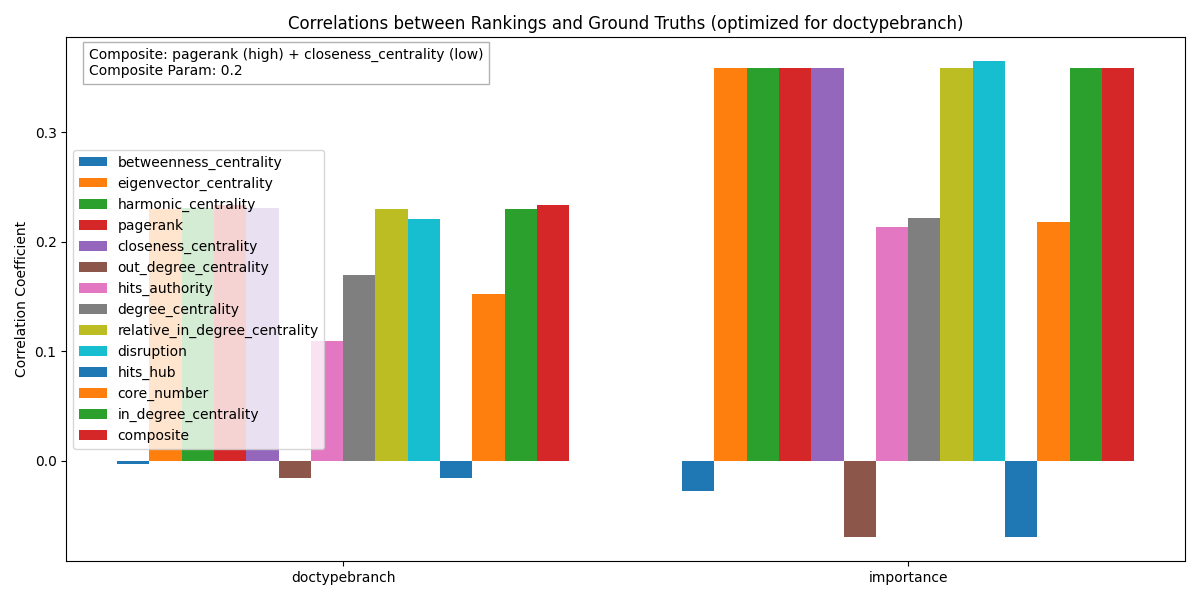 Correlations between Rankings and Ground Truths (optimized for doctypebranch)
Composite: pagerank (high) + closeness_centrality (low)
Composite Param: 0.2
Correlation Coefficient
0.3
0.2
0.1
0.0
betweenness_centrality
eigenvector_centrality
harmonic_centrality
pagerank
closeness_centrality
out_degree_centrality
hits_authority
degree_centrality
relative_in_degree_centrality
disruption
hits_hub
core_number
in_degree_centrality
composite
doctypebranch
importance